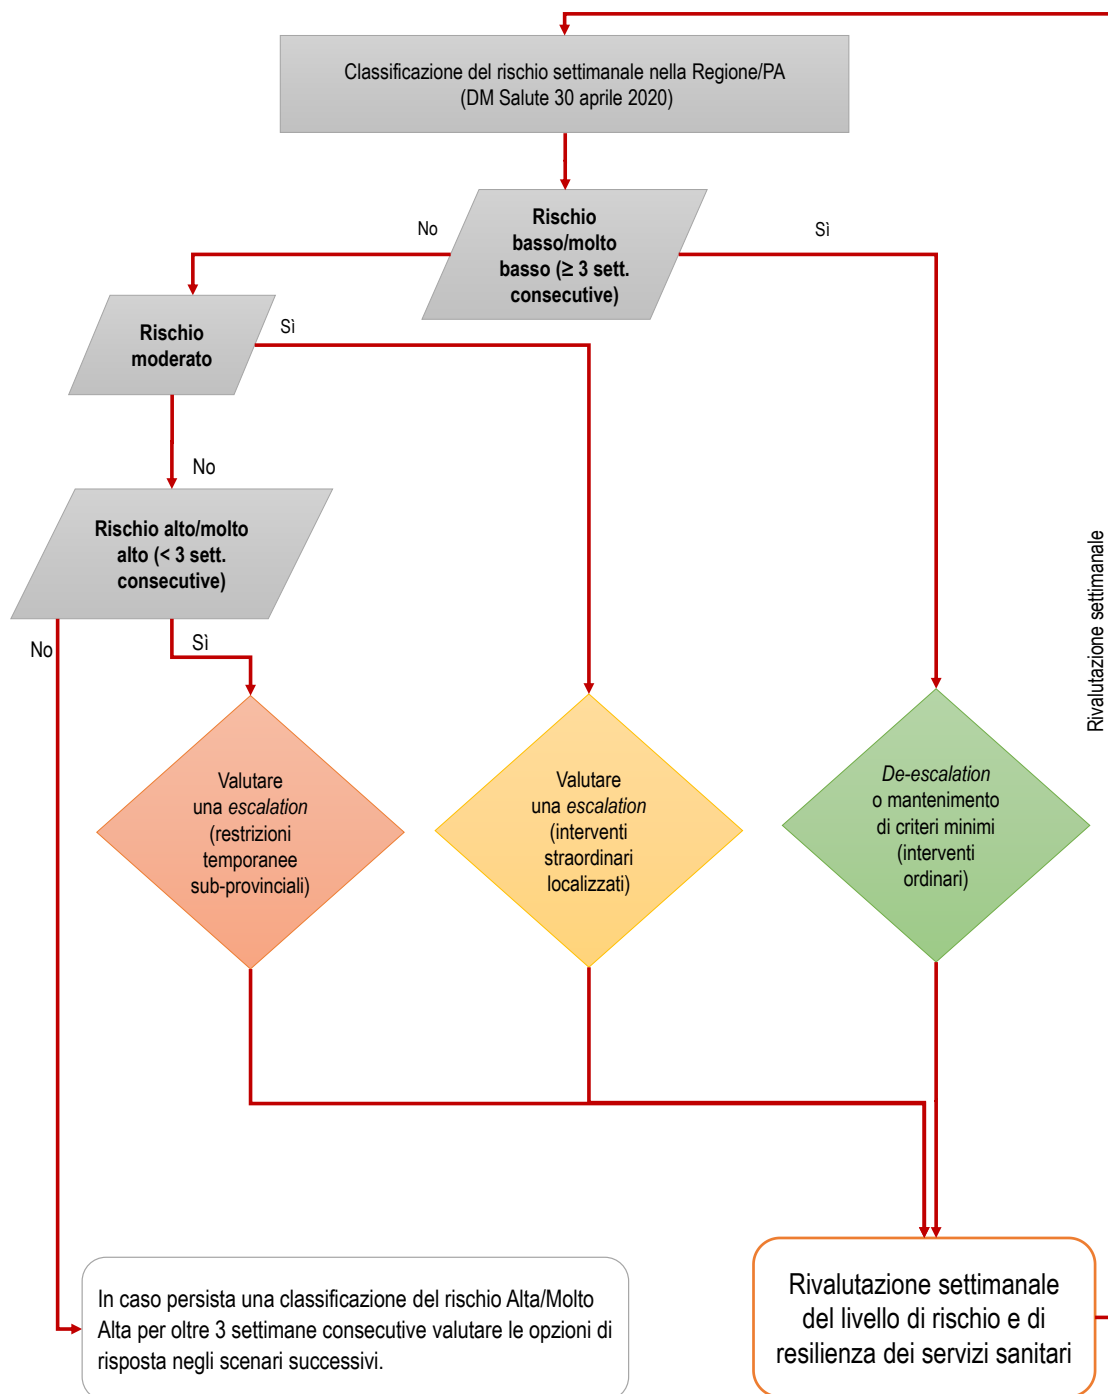 Classificazione del rischio settimanale nella Regione/PA
(DM Salute 30 aprile 2020)
No
Rischio
basso/molto
basso (≥ 3 sett.
consecutive)
Sì
Rischio
moderato
Sì
No
Rischio alto/molto
alto (< 3 sett.
consecutive)
No
Sì
Rivalutazione settimanale
Valutare
una escalation
(restrizioni
temporanee
sub-provinciali)
Valutare
una escalation
(interventi
straordinari
localizzati)
De-escalation
o mantenimento
di criteri minimi
(interventi
ordinari)
In caso persista una classificazione del rischio Alta/Molto
Alta per oltre 3 settimane consecutive valutare le opzioni di
risposta negli scenari successivi.
Rivalutazione settimanale
del livello di rischio e di
resilienza dei servizi sanitari